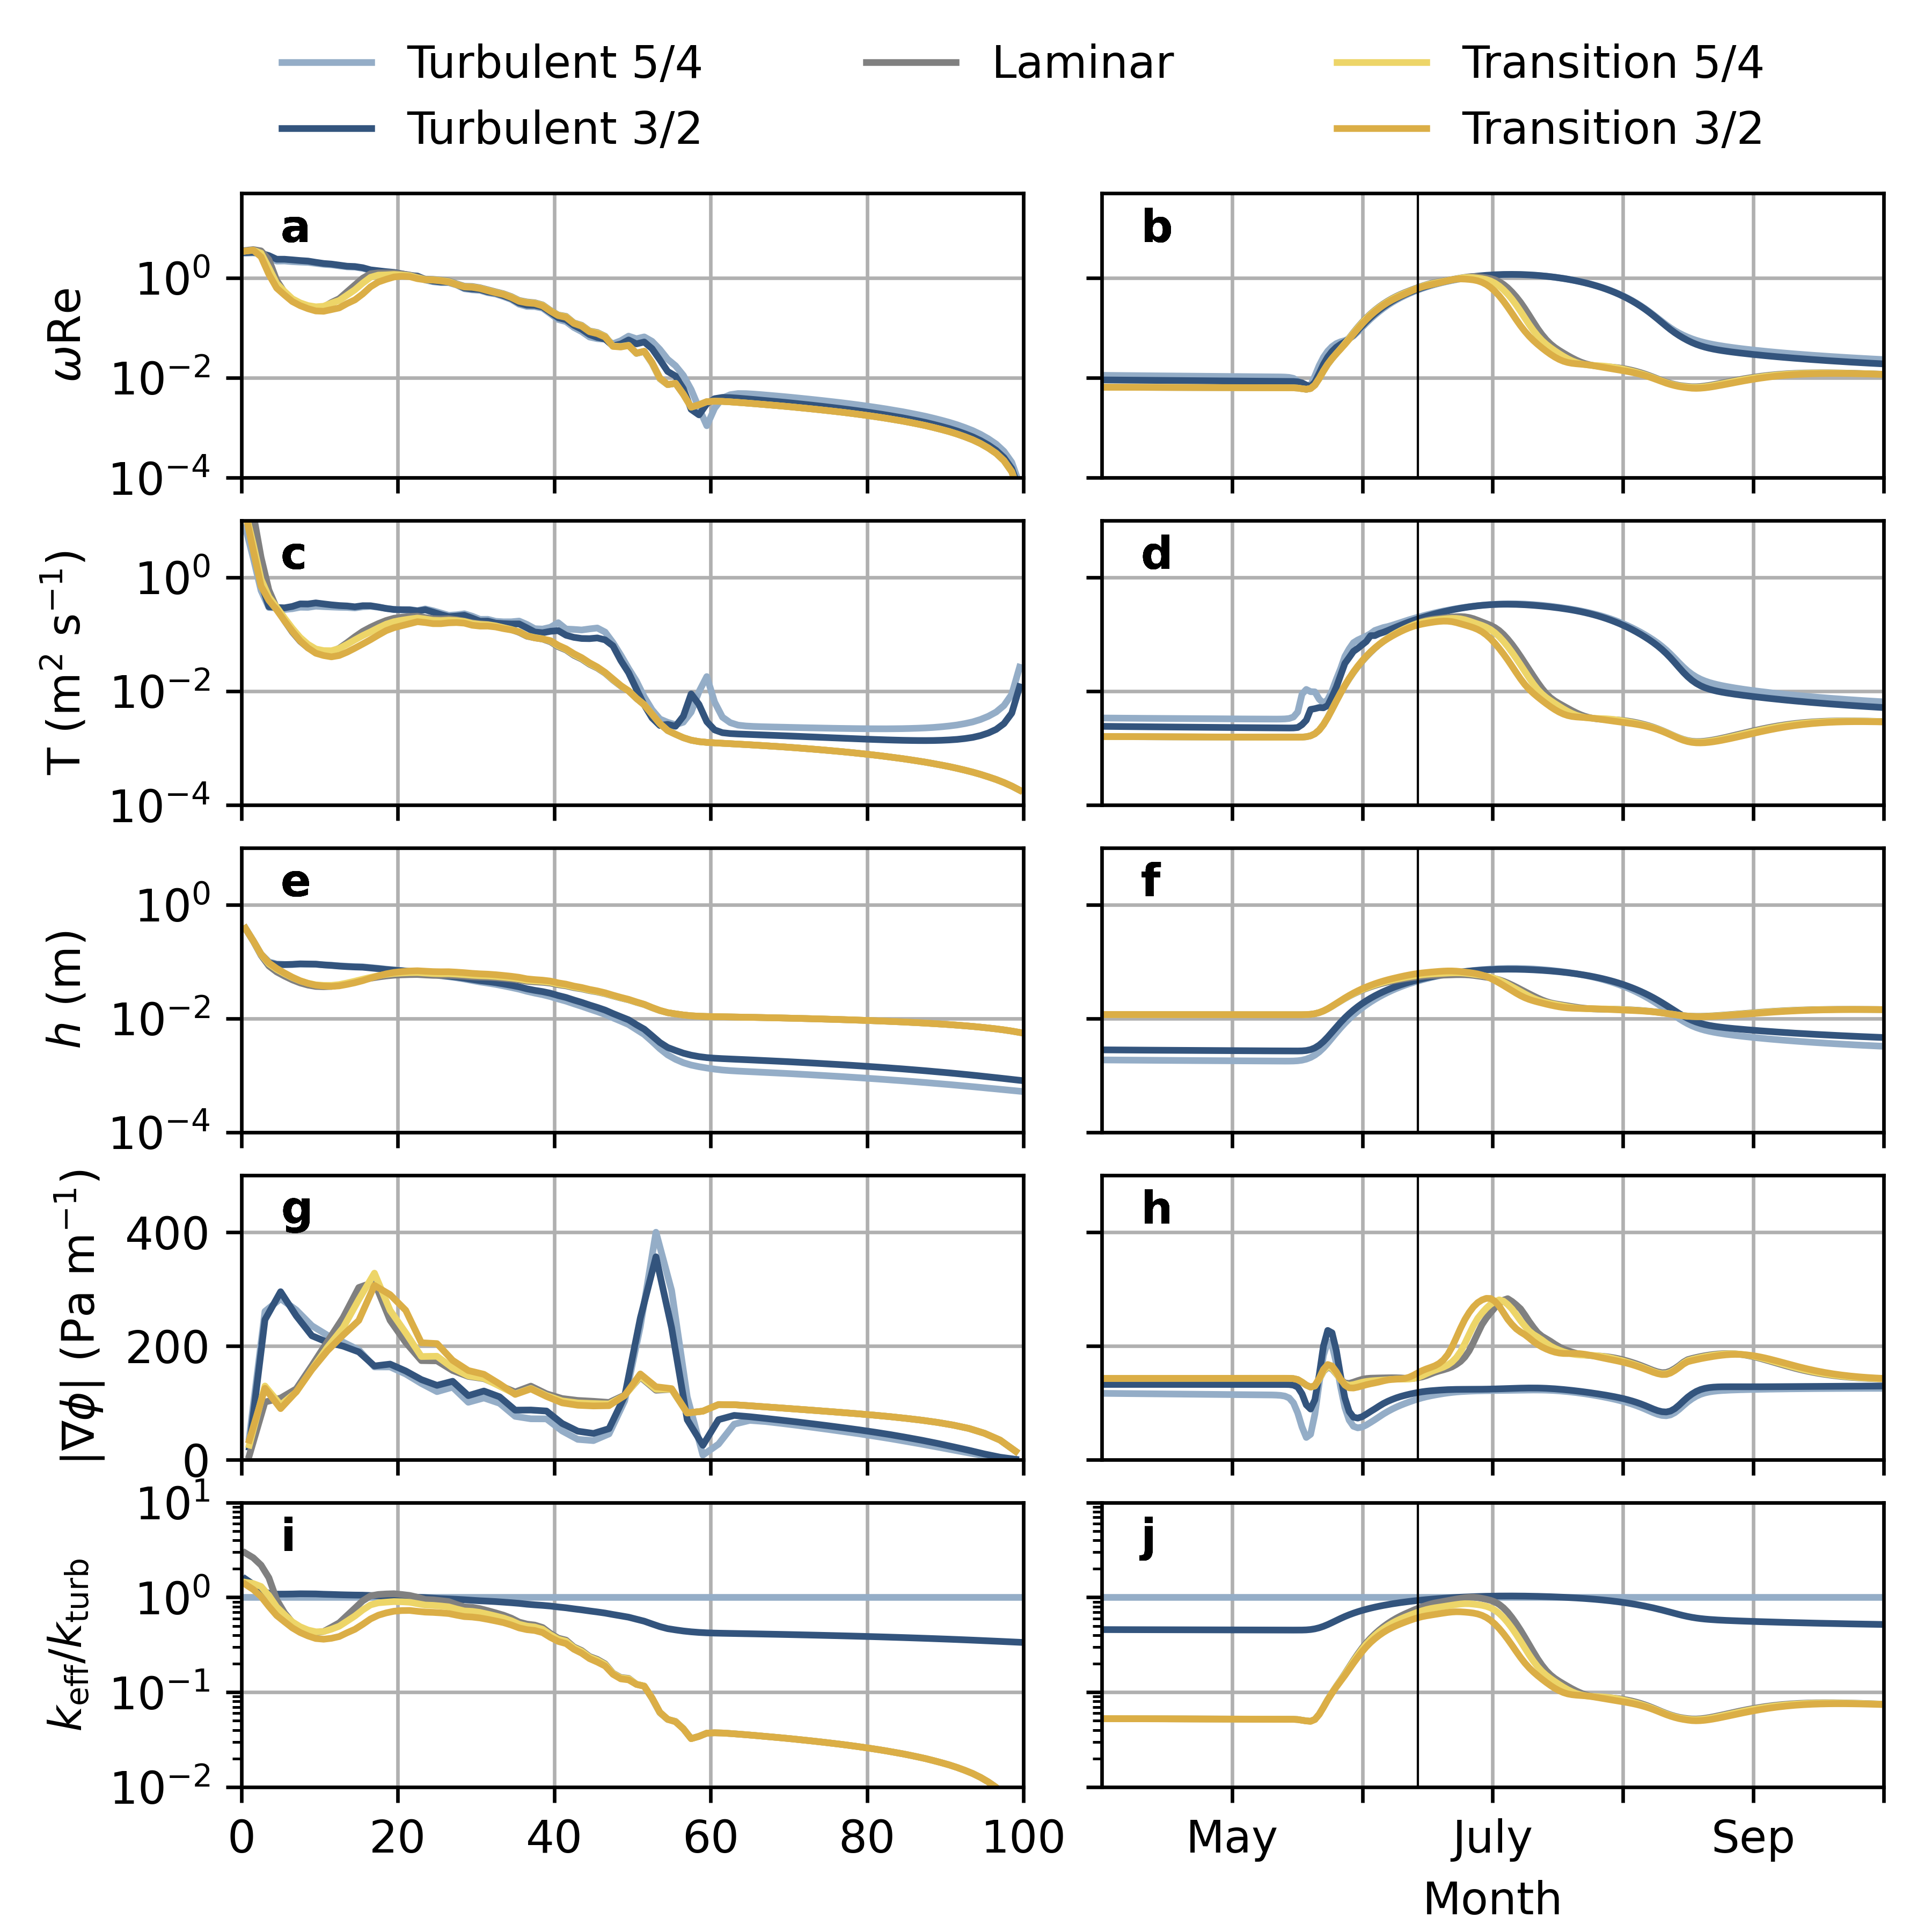 Turbulent 5/4 Laminar Transition 5/4
Turbulent 3/2 Transition 3/2
a b
ωRe
10⁰
10⁻²
10⁻⁴
c d
T (m² s⁻¹)
10⁰
10⁻²
10⁻⁴
e f
h (m)
10⁰
10⁻²
10⁻⁴
g h
|∇ϕ| (Pa m⁻¹)
400
200
0
i j
k_eff/k_turb
10¹
10⁰
10⁻¹
10⁻²
0 20 40 60 80 100 May July Sep
Month